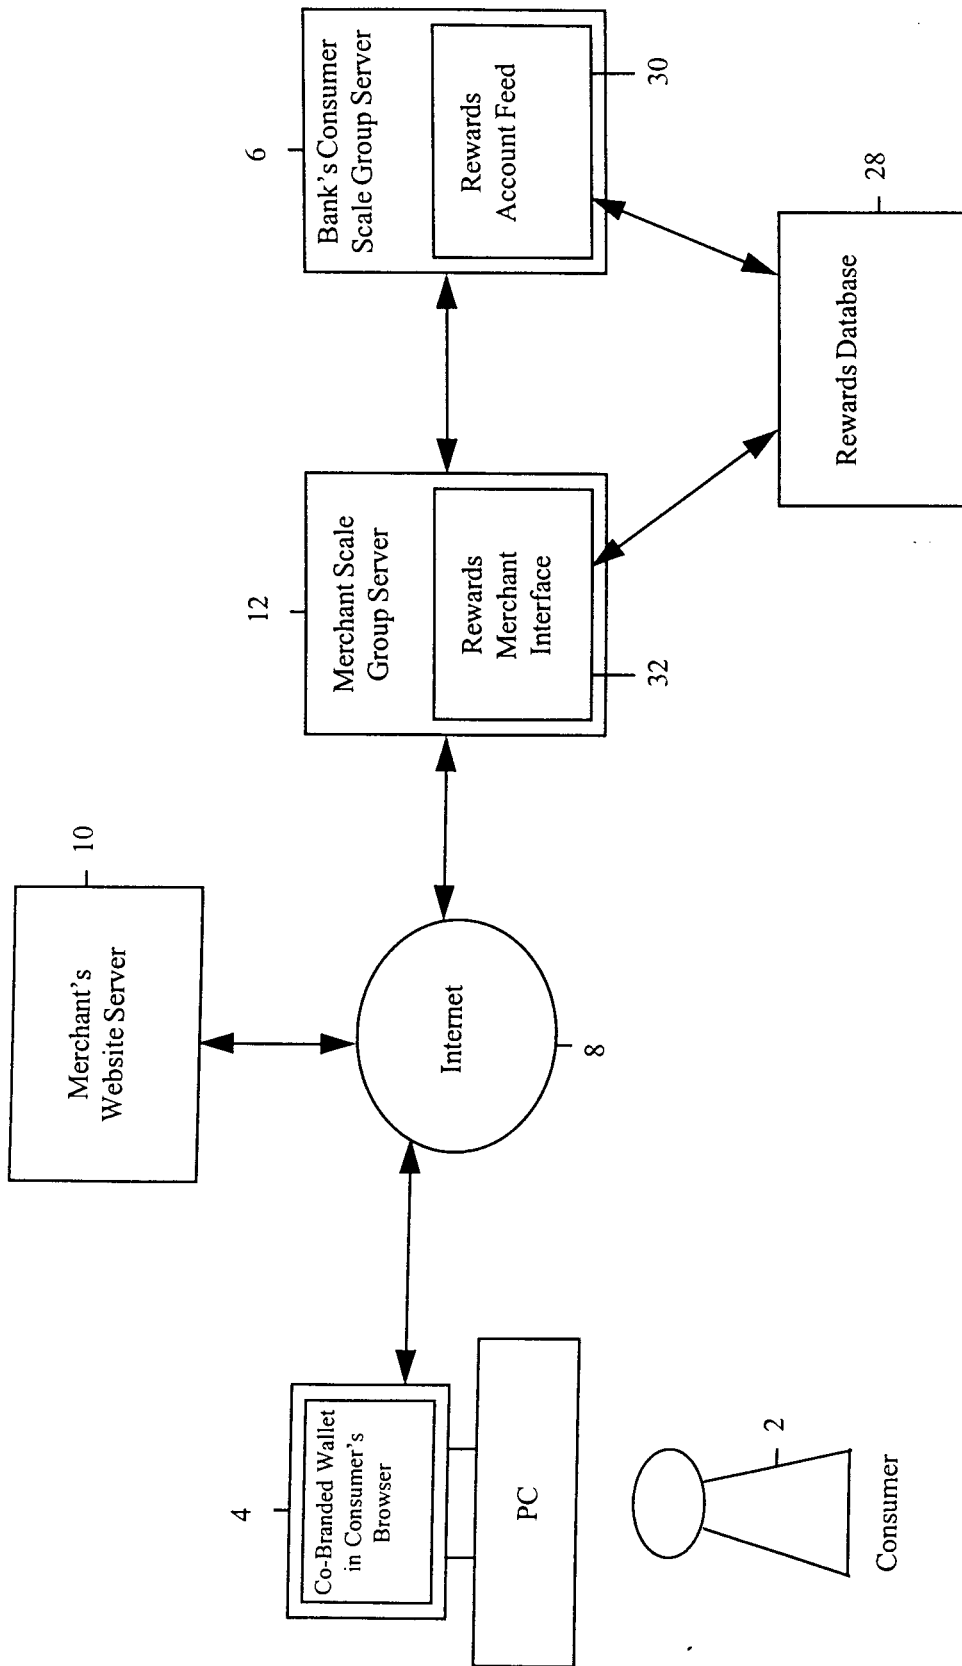 10
Merchant's
Website Server
4
Co-Branded Wallet
in Consumer's
Browser
PC
2
Consumer
Internet
8
12
Merchant Scale
Group Server
Rewards
Merchant
Interface
32
6
Bank's Consumer
Scale Group Server
Rewards
Account Feed
30
Rewards Database
28